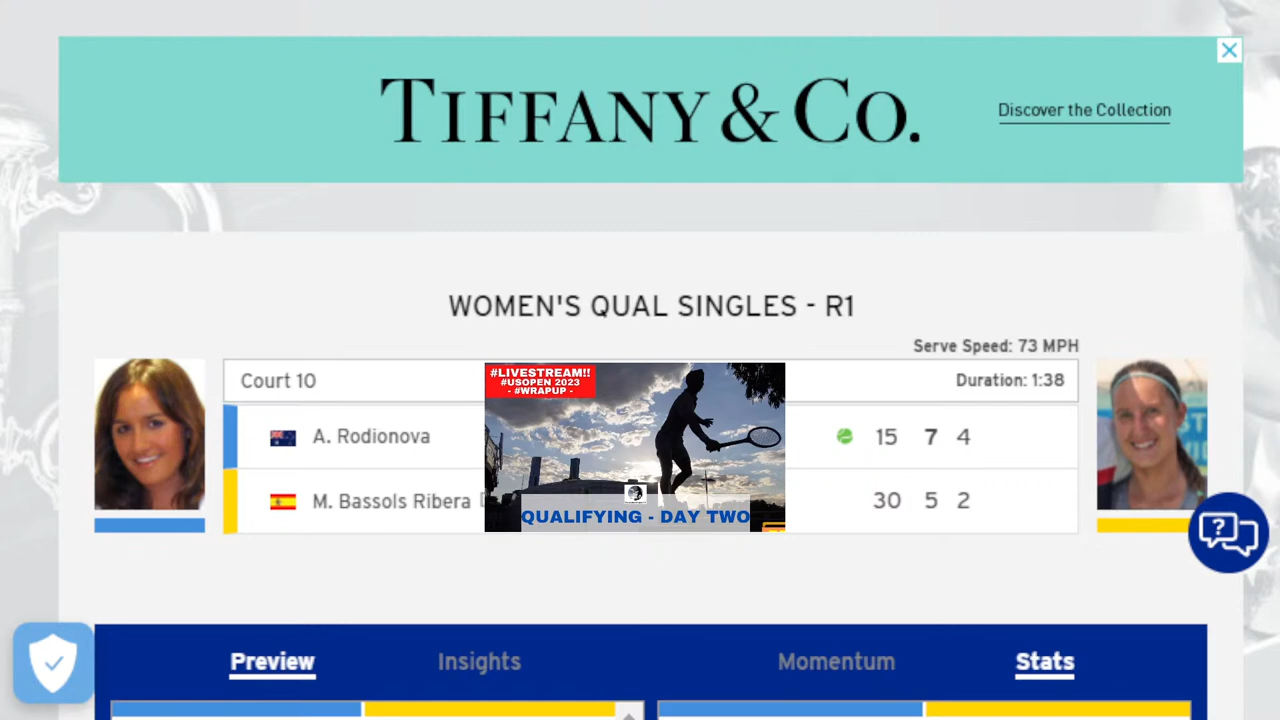 TIFFANY & CO.
Discover the Collection
WOMEN'S QUAL SINGLES - R1
Serve Speed: 73 MPH
Court 10
Duration: 1:38
#LIVESTREAM!!
#USOPEN 2023
- #WRAPUP -
A. Rodionova
15 7 4
M. Bassols Ribera
30 5 2
QUALIFYING - DAY TWO
?
Preview
Insights
Momentum
Stats